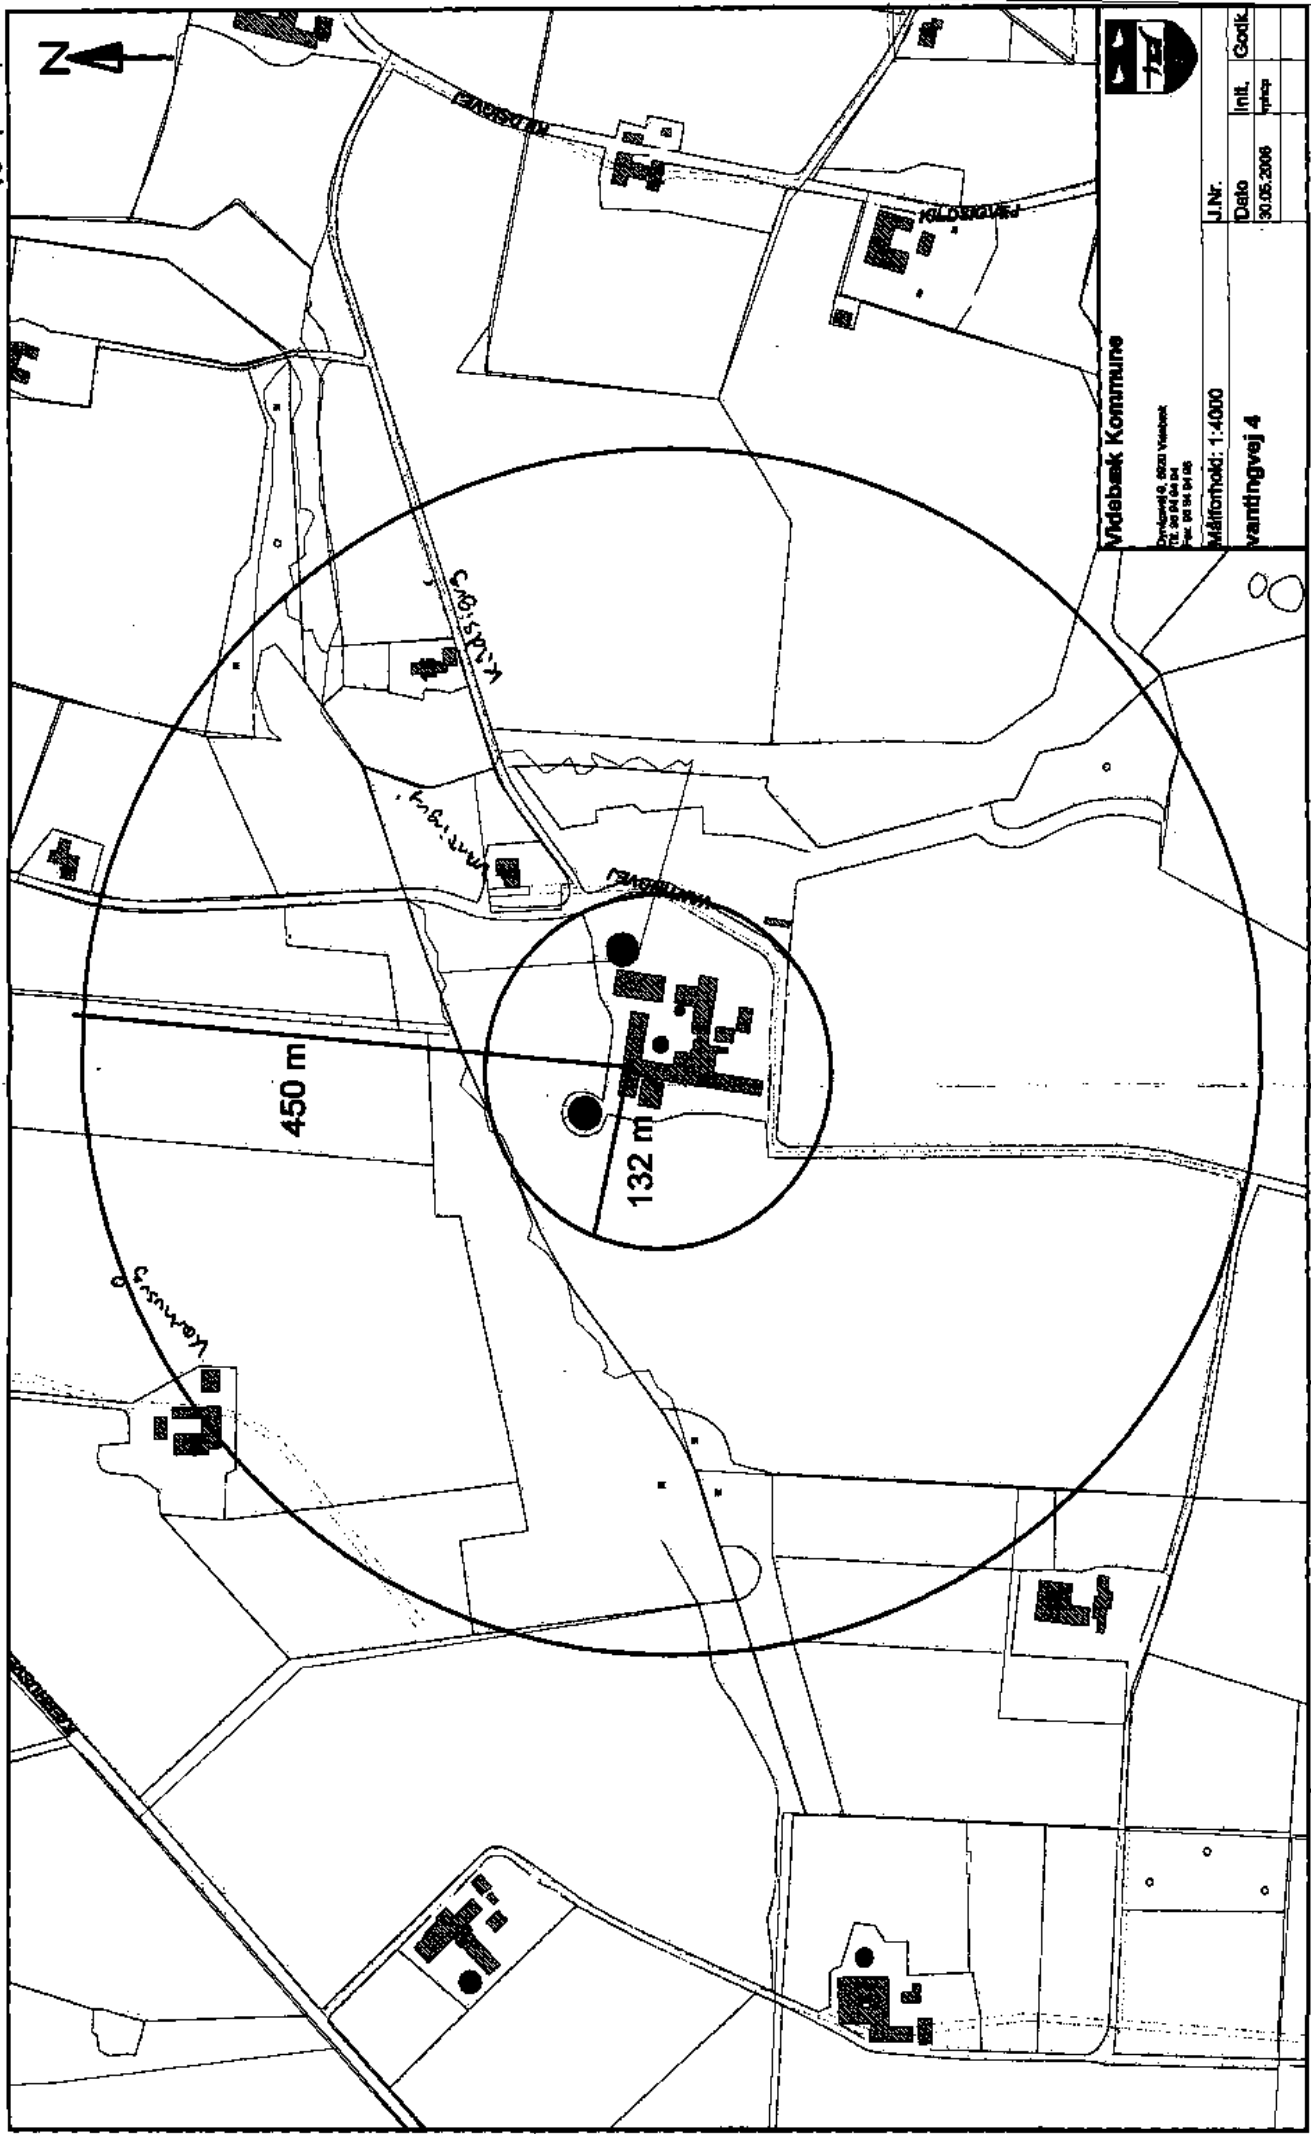 N
KILDSIGVEJ
KILDSIGVEJ
Kildsigvej
Vantingvej
VANTINGVEJ
450 m
132 m
Kærhusvej
Videbæk Kommune
Målforhold: 1:4000
vantingvej 4
J.Nr.
Dato
Init.
Godk.
30.05.2006